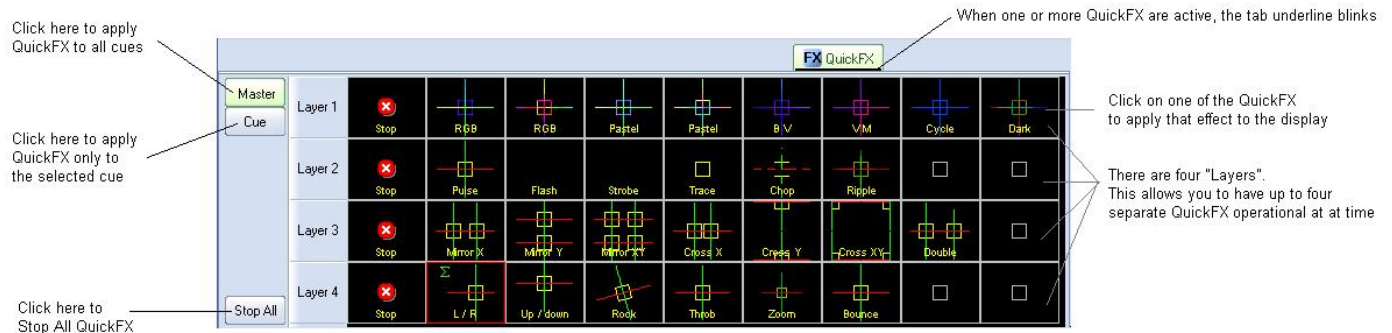 When one or more QuickFX are active, the tab underline blinks
Click here to apply
QuickFX to all cues
FX QuickFX
Master
Cue
Click here to apply
QuickFX only to
the selected cue
Stop All
Click here to
Stop All QuickFX
Layer 1
Stop
RGB
RGB
Pastel
Pastel
B V
V M
Cycle
Dark
Layer 2
Stop
Pulse
Flash
Strobe
Trace
Chop
Ripple
Layer 3
Stop
Mirror X
Mirror Y
Mirror XY
Cross X
Cross Y
Cross XY
Double
Layer 4
Stop
Σ
L / R
Up / down
Rock
Throb
Zoom
Bounce
Click on one of the QuickFX
to apply that effect to the display
There are four "Layers".
This allows you to have up to four
separate QuickFX operational at at time